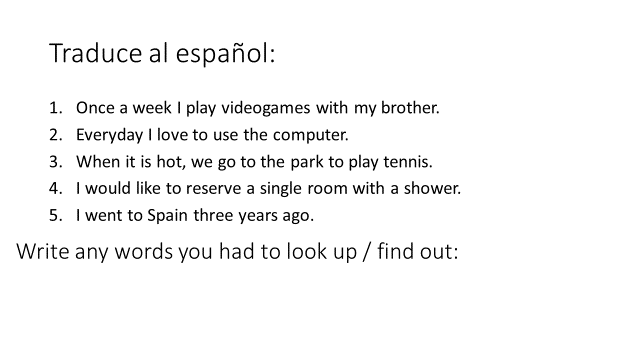 Traduce al español:
1. Once a week I play videogames with my brother.
2. Everyday I love to use the computer.
3. When it is hot, we go to the park to play tennis.
4. I would like to reserve a single room with a shower.
5. I went to Spain three years ago.
Write any words you had to look up / find out: